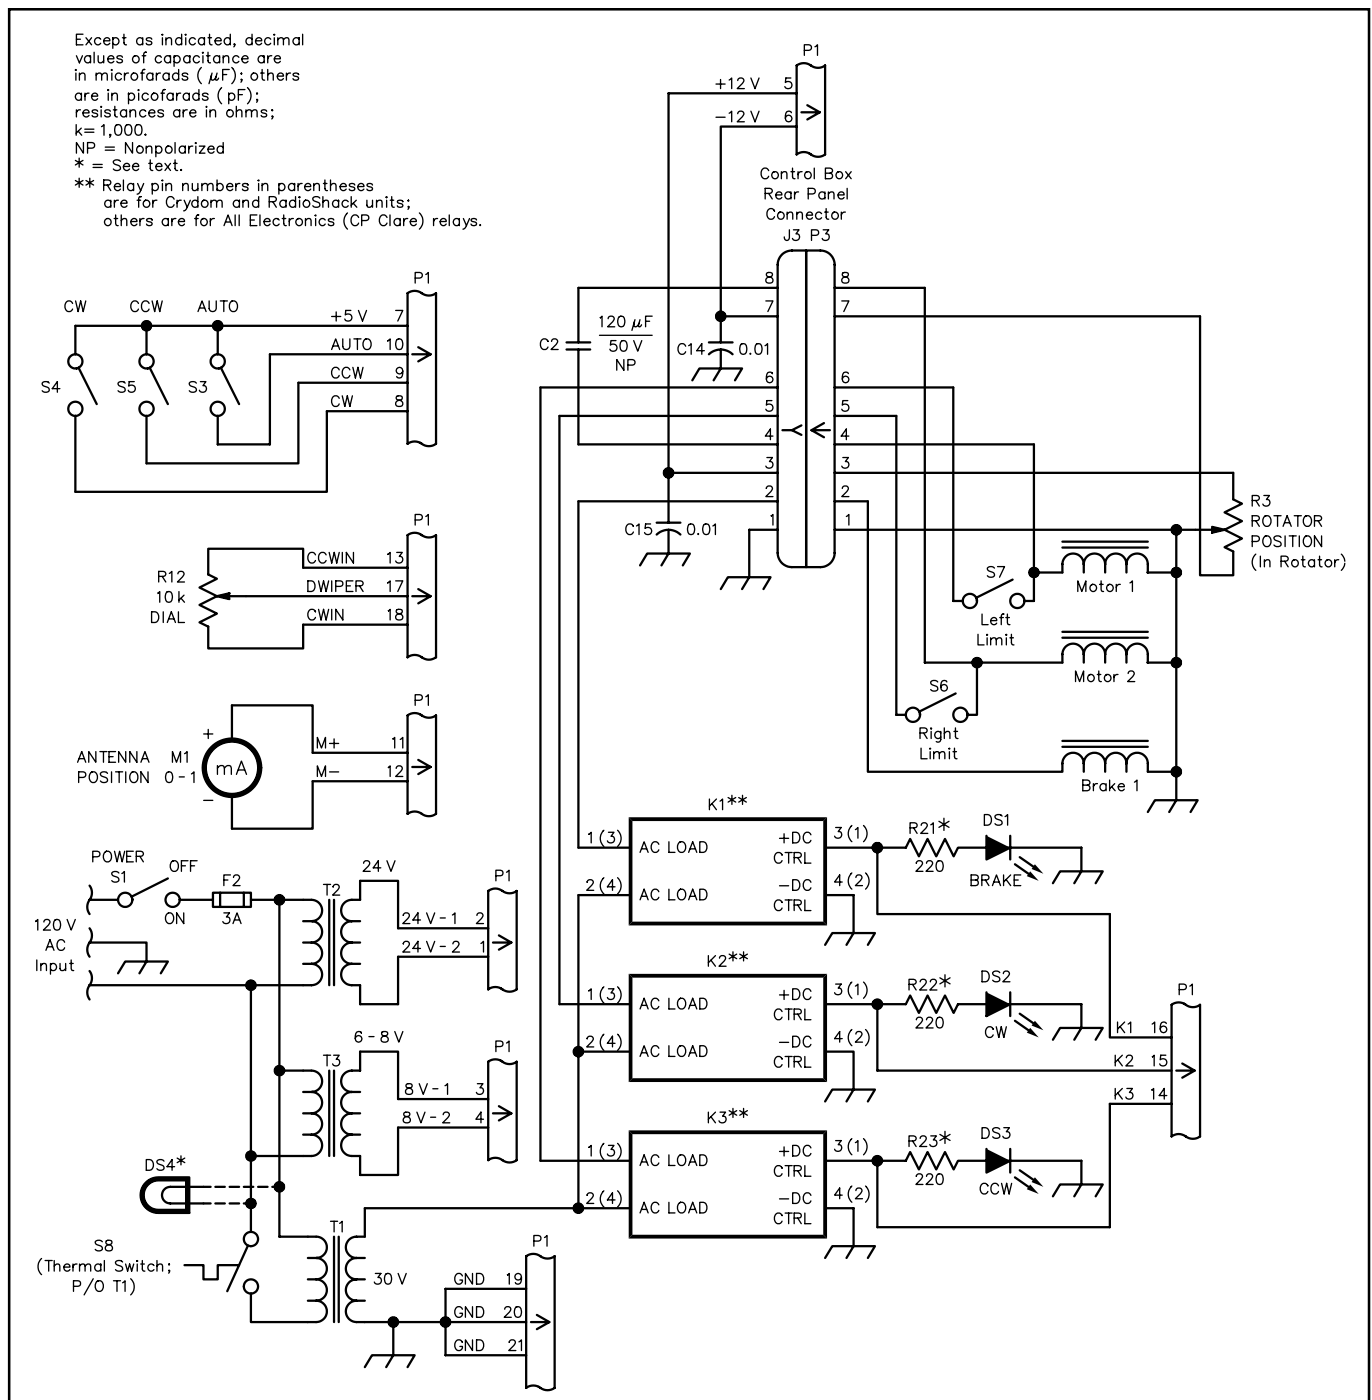 Except as indicated, decimal
values of capacitance are
in microfarads ( μF); others
are in picofarads ( pF);
resistances are in ohms;
k= 1,000.
NP = Nonpolarized
* = See text.
** Relay pin numbers in parentheses
are for Crydom and RadioShack units;
others are for All Electronics (CP Clare) relays.
P1
+12 V 5
−12 V 6
Control Box
Rear Panel
Connector
J3 P3
8 8
7 7
6 6
5 5
4 4
3 3
2 2
1 1
C2
120 μF
50 V
NP
C14 0.01
C15 0.01
R3
ROTATOR
POSITION
(In Rotator)
S7
Left
Limit
Motor 1
Motor 2
S6
Right
Limit
Brake 1
P1
CW CCW AUTO
+5 V 7
AUTO 10
CCW 9
CW 8
S4 S5 S3
P1
R12
10 k
DIAL
CCWIN 13
DWIPER 17
CWIN 18
P1
ANTENNA
POSITION
M1
0-1
+
mA
−
M+ 11
M− 12
POWER
S1
OFF
ON
F2
3A
120 V
AC
Input
T2
24 V
P1
24 V-1 2
24 V-2 1
T3
6-8 V
P1
8 V-1 3
8 V-2 4
DS4*
S8
(Thermal Switch;
P/O T1)
T1
30 V
P1
GND 19
GND 20
GND 21
K1**
1 (3) AC LOAD
2 (4) AC LOAD
+DC
CTRL
−DC
CTRL
3 (1)
4 (2)
R21*
220
DS1
BRAKE
K2**
1 (3) AC LOAD
2 (4) AC LOAD
+DC
CTRL
−DC
CTRL
3 (1)
4 (2)
R22*
220
DS2
CW
K3**
1 (3) AC LOAD
2 (4) AC LOAD
+DC
CTRL
−DC
CTRL
3 (1)
4 (2)
R23*
220
DS3
CCW
P1
K1 16
K2 15
K3 14